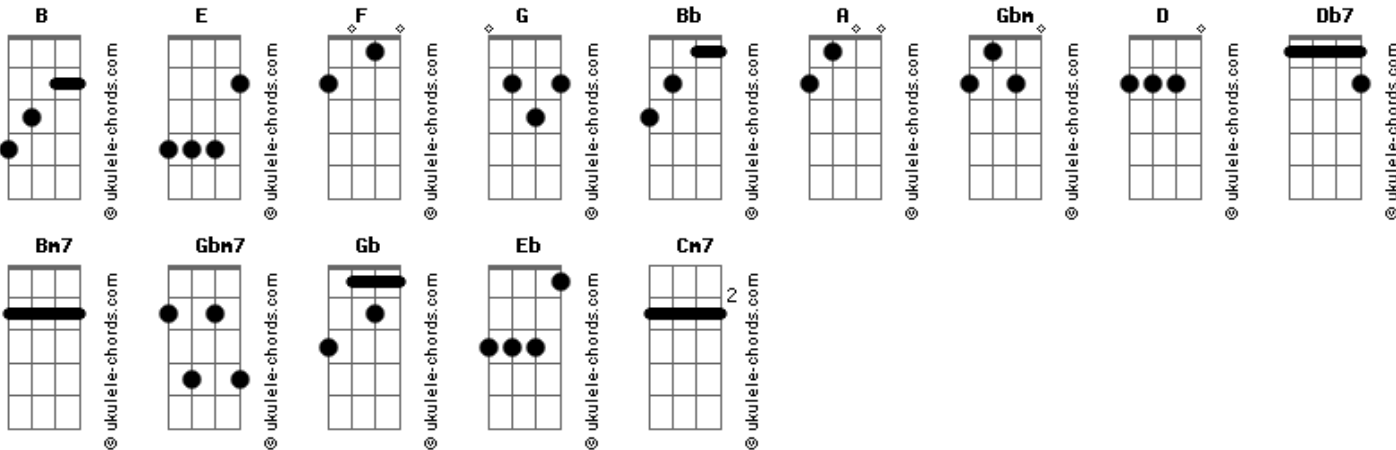 B E F G Bb A Gbm D Db7
© ukulele-chords.com © ukulele-chords.com © ukulele-chords.com © ukulele-chords.com © ukulele-chords.com © ukulele-chords.com © ukulele-chords.com © ukulele-chords.com © ukulele-chords.com
Bm7 Gbm7 Gb Eb Cm7
2
© ukulele-chords.com © ukulele-chords.com © ukulele-chords.com © ukulele-chords.com © ukulele-chords.com